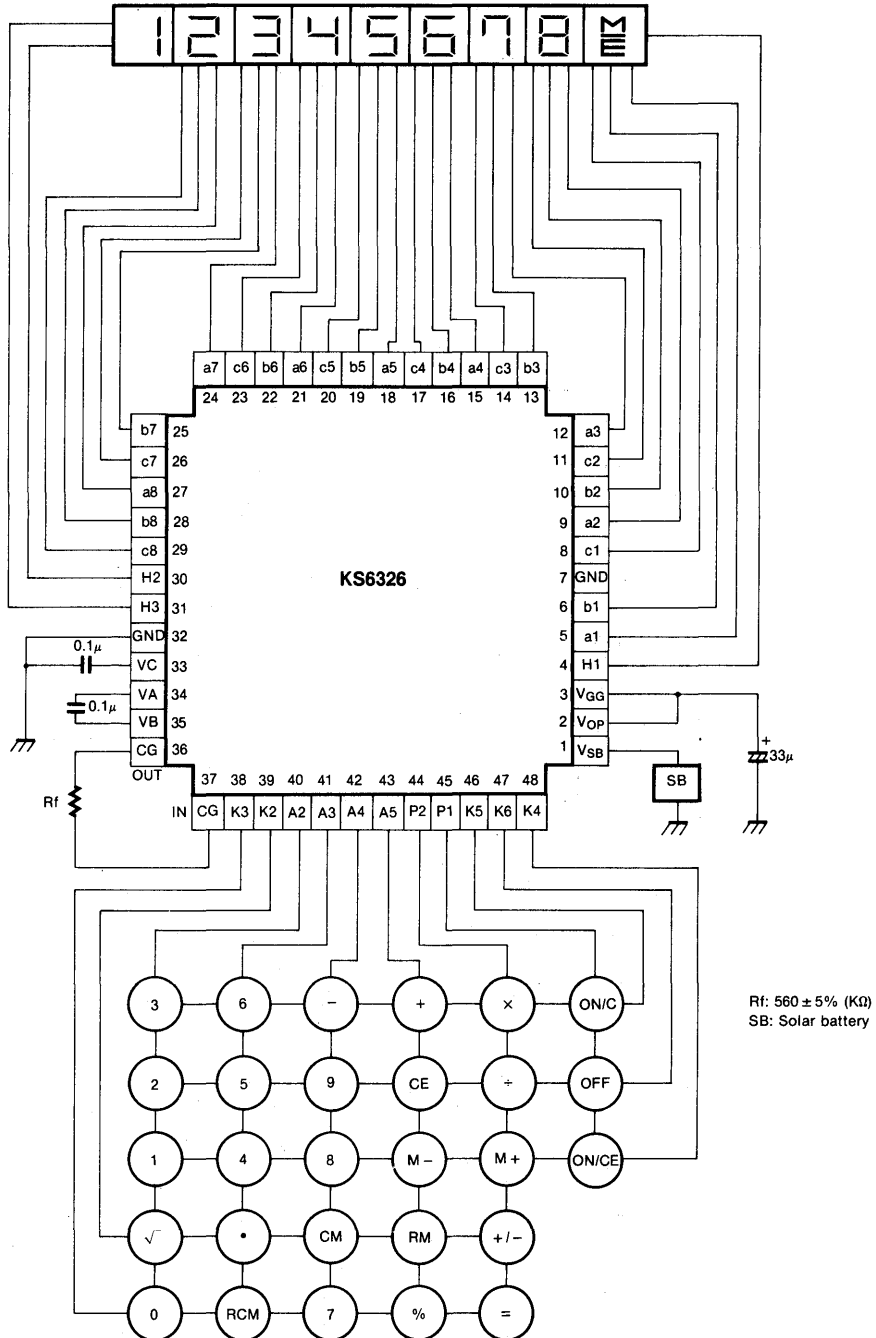 1 2 3 4 5 6 7 8 M E
a7 c6 b6 a6 c5 b5 a5 c4 b4 a4 c3 b3
24 23 22 21 20 19 18 17 16 15 14 13
b7 25 12 a3
c7 26 11 c2
a8 27 10 b2
b8 28 9 a2
c8 29 8 c1
H2 30 KS6326 7 GND
H3 31 6 b1
GND 32 5 a1
0.1μ VC 33 4 H1
VA 34 3 VGG
0.1μ VB 35 2 VOP
CG 36 1 VSB
OUT
33μ
+
SB
Rf
37 38 39 40 41 42 43 44 45 46 47 48
IN CG K3 K2 A2 A3 A4 A5 P2 P1 K5 K6 K4
3 6 − + × ON/C
Rf: 560 ± 5% (KΩ)
SB: Solar battery
2 5 9 CE ÷ OFF
1 4 8 M− M+ ON/CE
√ • CM RM +/−
0 RCM 7 % =